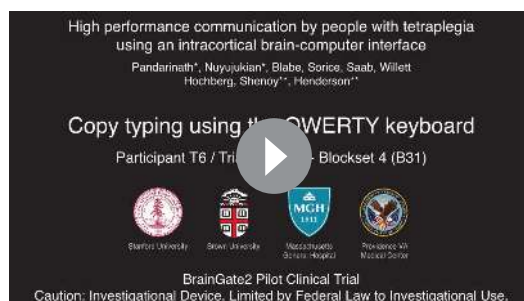 High performance communication by people with tetraplegia
using an intracortical brain-computer interface
Pandarinath*, Nuyujukian*, Blabe, Sorice, Saab, Willett
Hochberg, Shenoy**, Henderson**
Copy typing using the QWERTY keyboard
Participant T6 / - Blockset 4 (B31)
MGH
1811
Stanford University
Brown University
Massachusetts
General Hospital
Providence VA
Medical Center
BrainGate2 Pilot Clinical Trial
Caution: Investigational Device. Limited by Federal Law to Investigational Use.